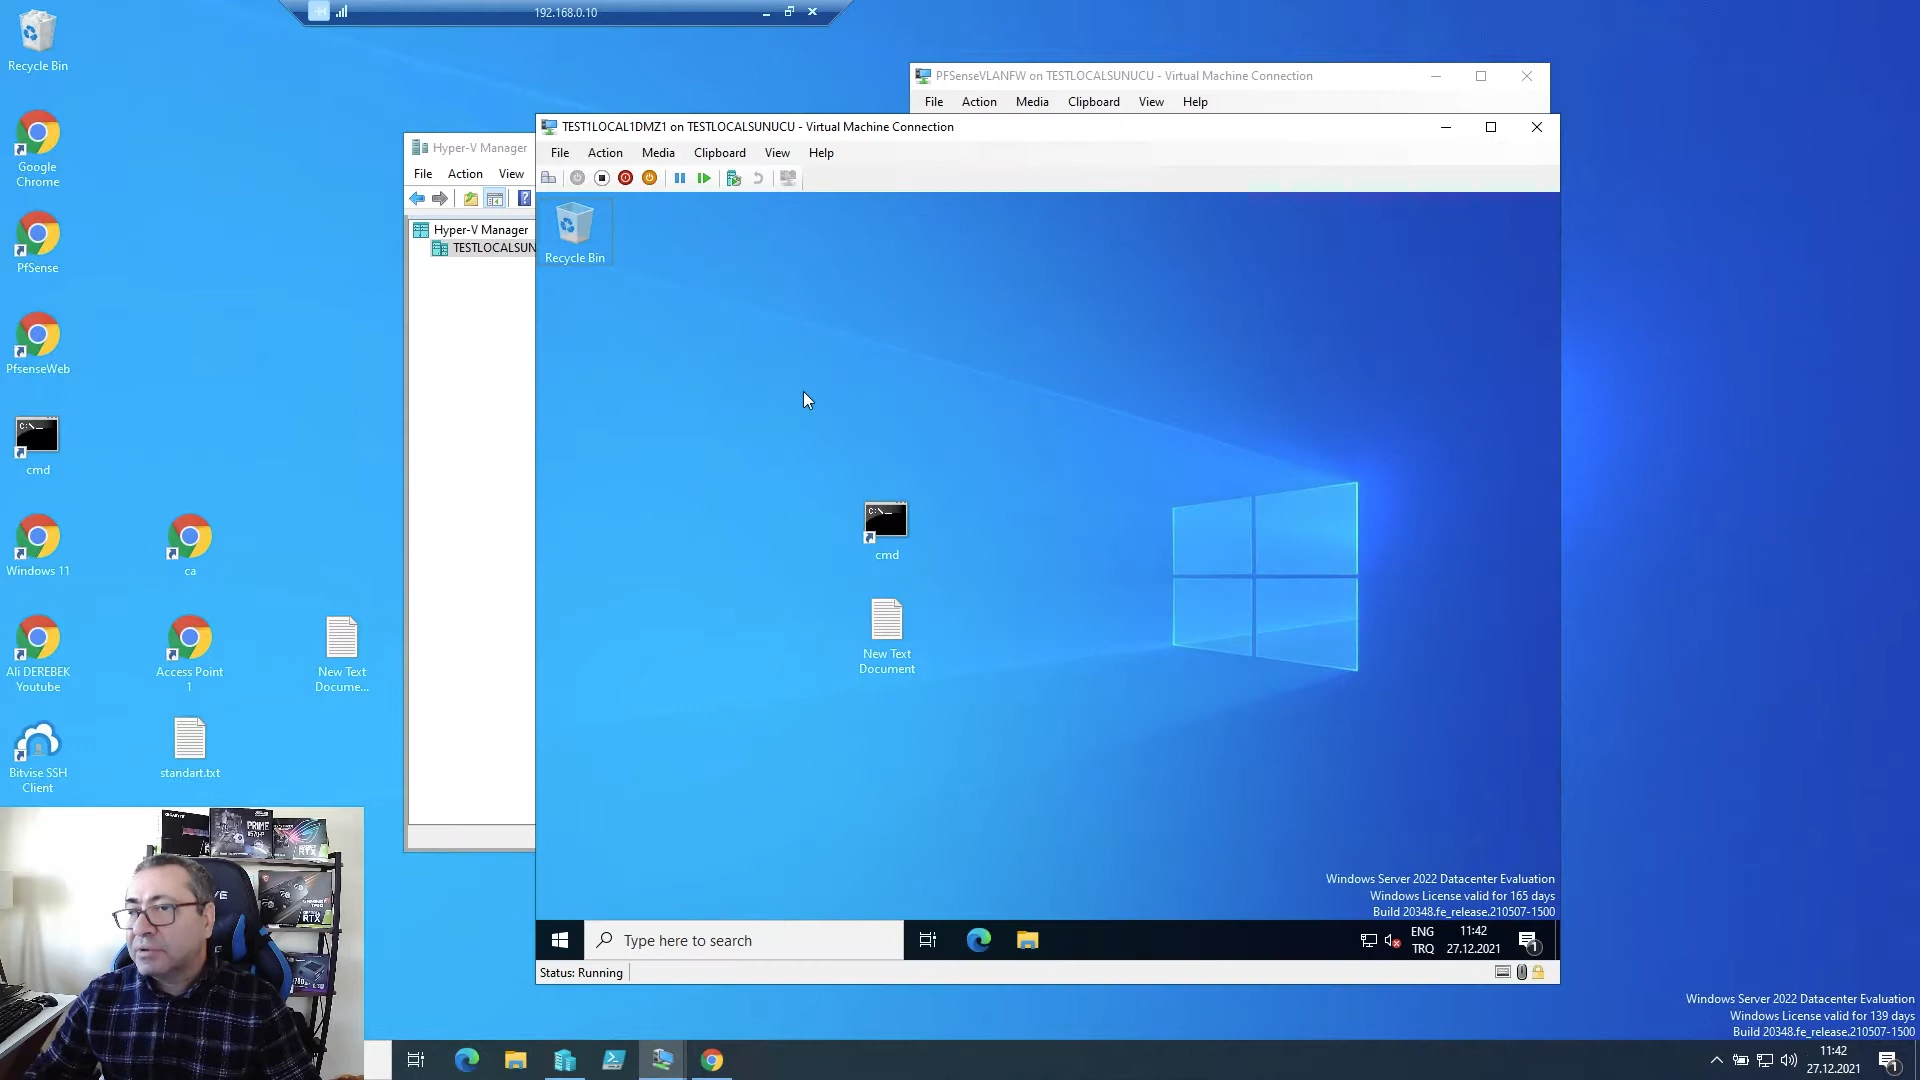 192.168.0.10
Recycle Bin
Google
Chrome
PfSense
PfsenseWeb
cmd
Windows 11
ca
Ali DEREBEK
Youtube
Access Point
1
New Text
Docume...
Bitvise SSH
Client
standart.txt
PFSenseVLANFW on TESTLOCALSUNUCU - Virtual Machine Connection
File Action Media Clipboard View Help
Hyper-V Manager
File Action View
Hyper-V Manager
TESTLOCALSUN
TEST1LOCAL1DMZ1 on TESTLOCALSUNUCU - Virtual Machine Connection
File Action Media Clipboard View Help
Recycle Bin
cmd
New Text
Document
Windows Server 2022 Datacenter Evaluation
Windows License valid for 165 days
Build 20348.fe_release.210507-1500
Type here to search
ENG
TRQ
11:42
27.12.2021
1
Status: Running
PRIME
RTX
RTX
Windows Server 2022 Datacenter Evaluation
Windows License valid for 139 days
Build 20348.fe_release.210507-1500
11:42
27.12.2021
1